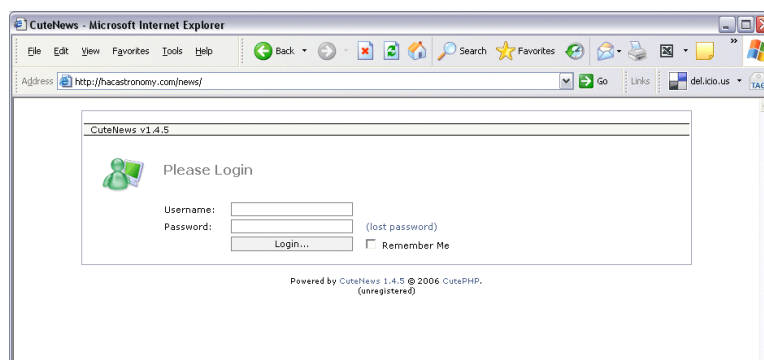 CuteNews - Microsoft Internet Explorer
File Edit View Favorites Tools Help
Back Search Favorites »
Address http://hacastronomy.com/news/ Go Links del.icio.us TAG
CuteNews v1.4.5
Please Login
Username:
Password: (lost password)
Login... Remember Me
Powered by CuteNews 1.4.5 © 2006 CutePHP.
(unregistered)